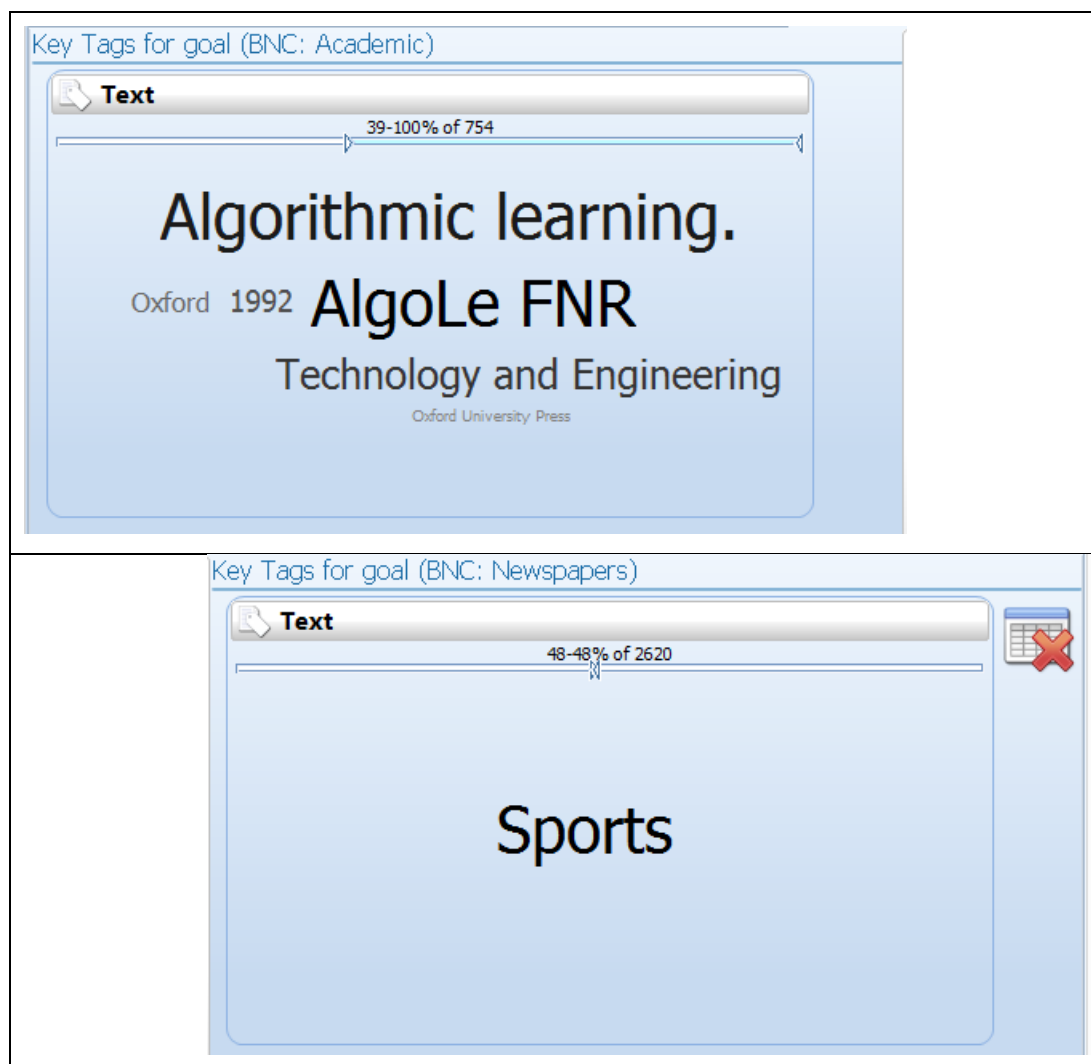 Key Tags for goal (BNC: Academic)
Text
39-100% of 754
Algorithmic learning.
Oxford 1992 AlgoLe FNR
Technology and Engineering
Oxford University Press
Key Tags for goal (BNC: Newspapers)
Text
48-48% of 2620
Sports